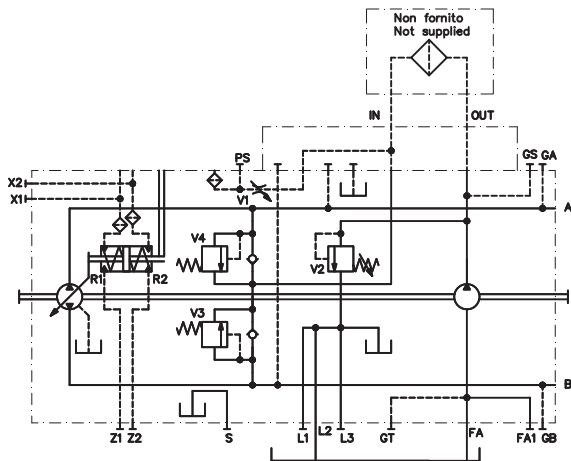 Non fornito
Not supplied
IN
OUT
PS
GS
GA
X2
X1
V1
A
V4
V2
R1
R2
V3
B
Z1
Z2
S
L1
L2
L3
GT
FA
FA1
GB